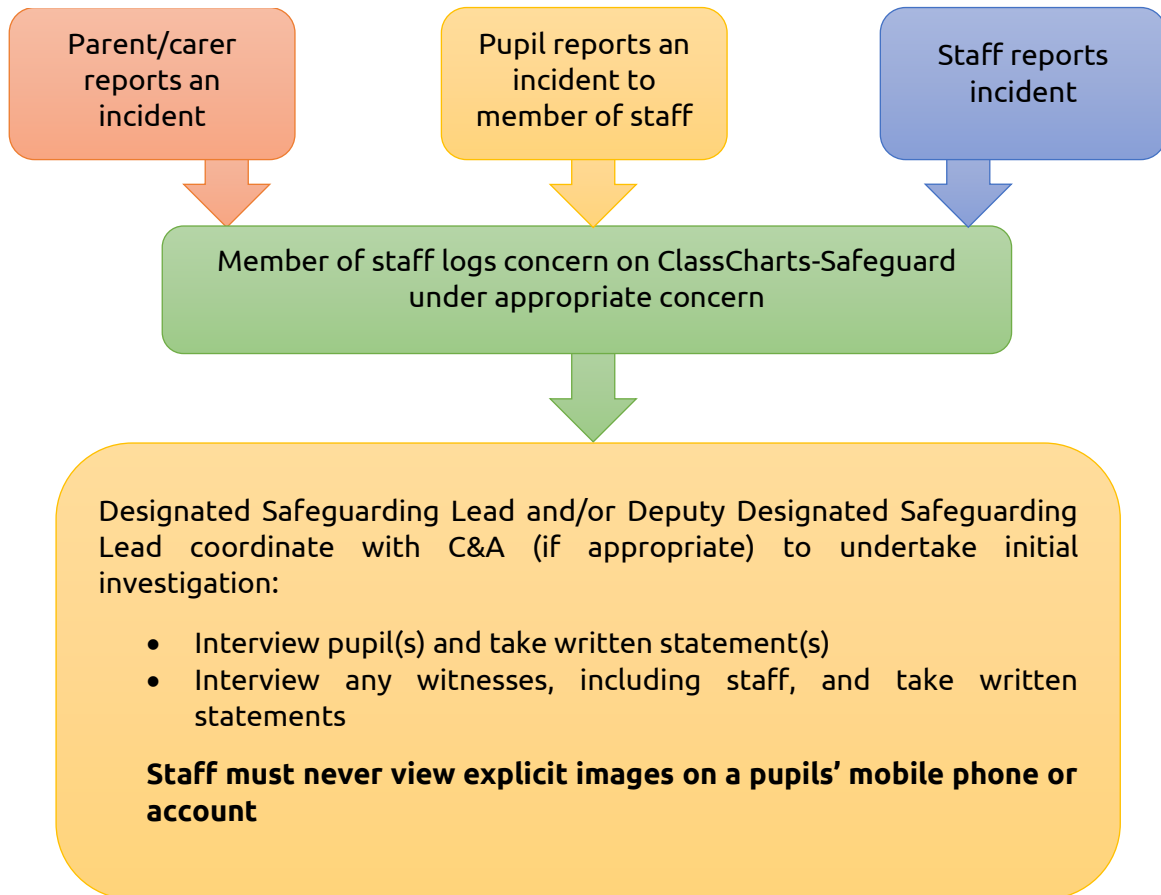 Parent/carer
reports an
incident
Pupil reports an
incident to
member of staff
Staff reports
incident
Member of staff logs concern on ClassCharts-Safeguard
under appropriate concern
Designated Safeguarding Lead and/or Deputy Designated Safeguarding
Lead coordinate with C&A (if appropriate) to undertake initial
investigation:
• Interview pupil(s) and take written statement(s)
• Interview any witnesses, including staff, and take written
statements
Staff must never view explicit images on a pupils’ mobile phone or
account